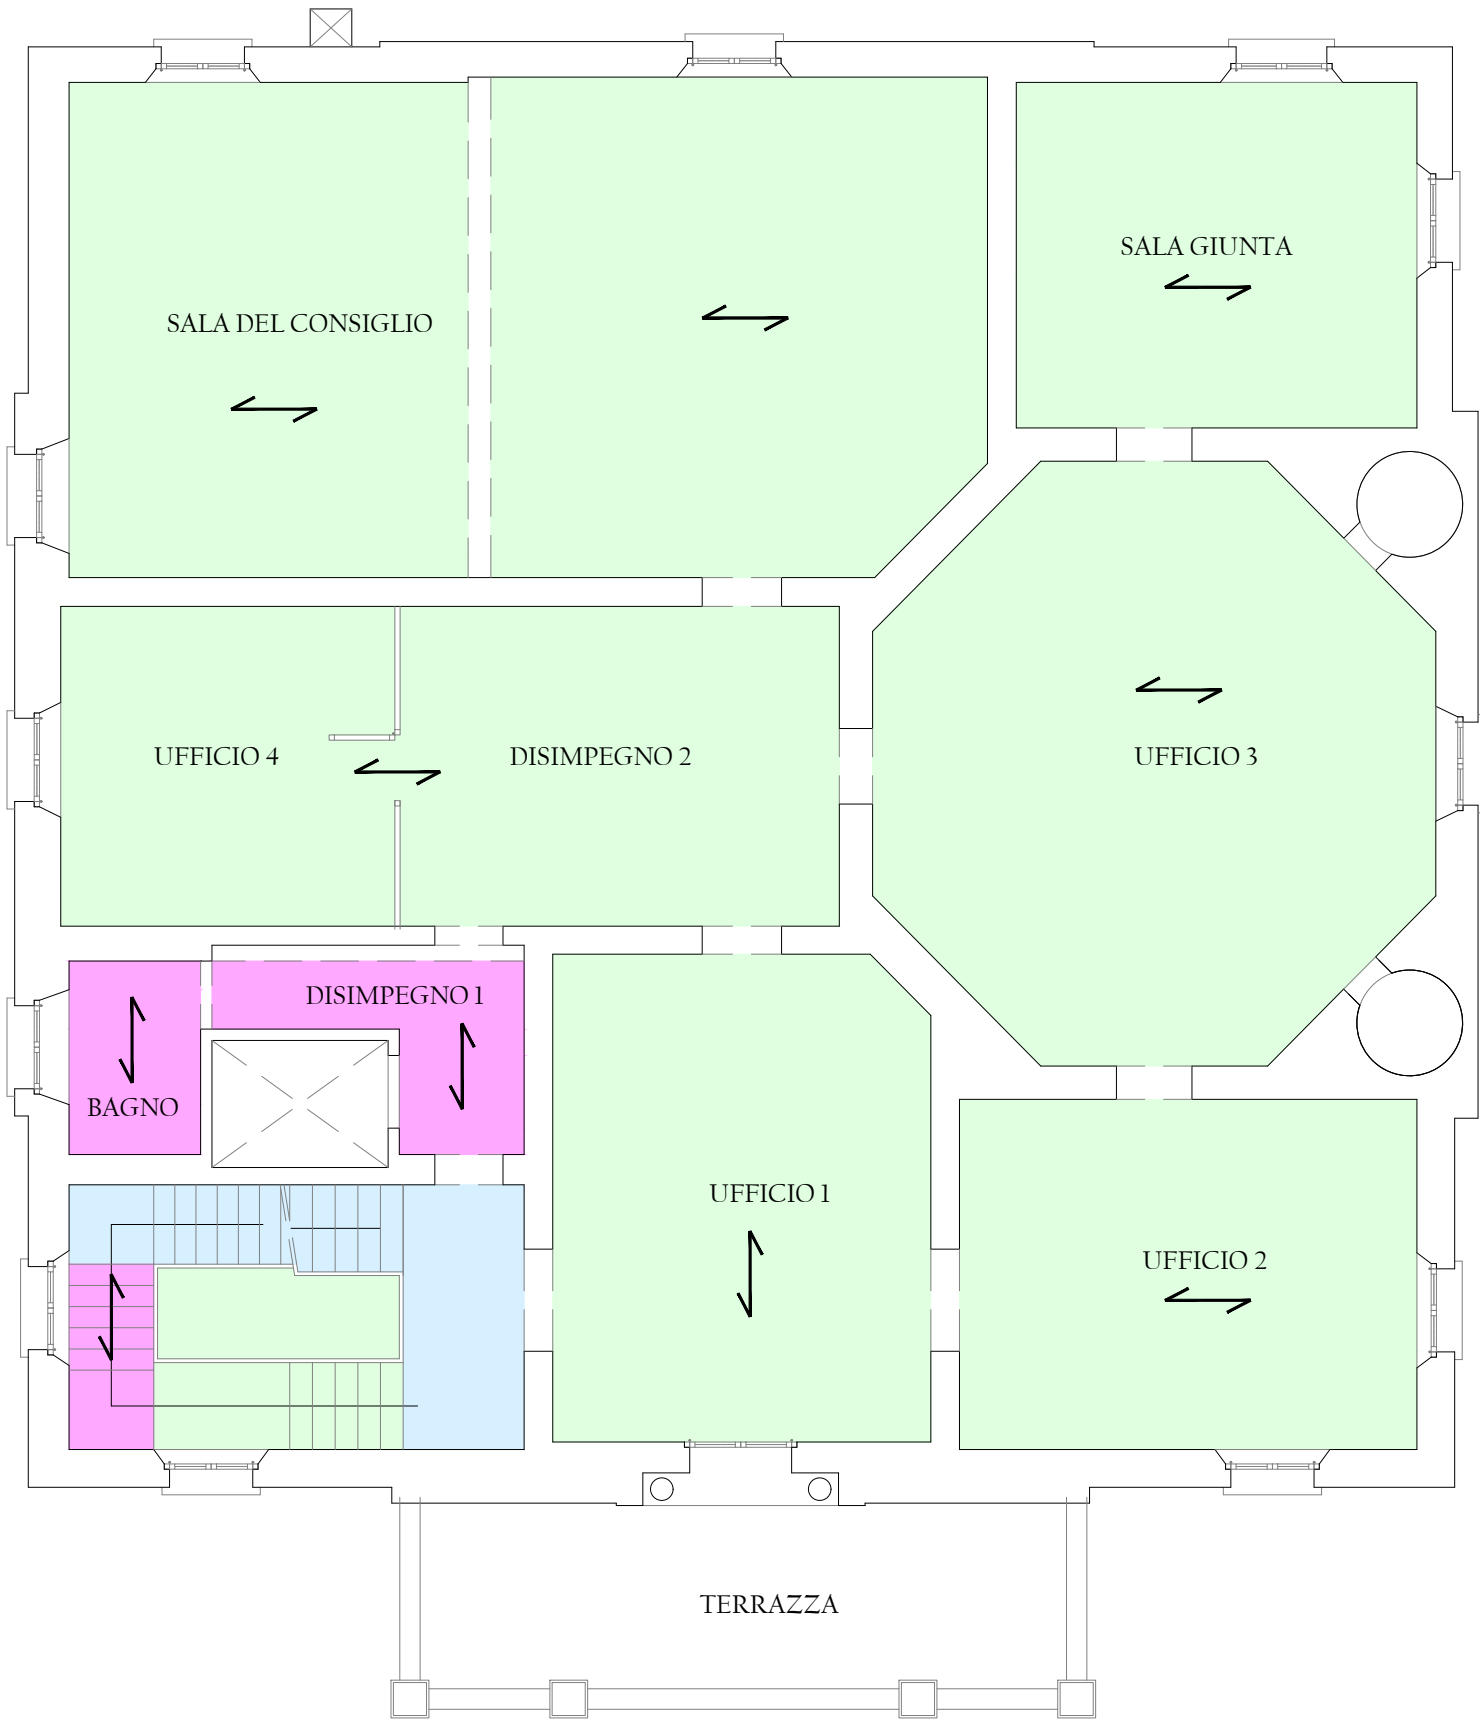 SALA GIUNTA
SALA DEL CONSIGLIO
UFFICIO 4
DISIMPEGNO 2
UFFICIO 3
DISIMPEGNO 1
BAGNO
UFFICIO 1
UFFICIO 2
TERRAZZA